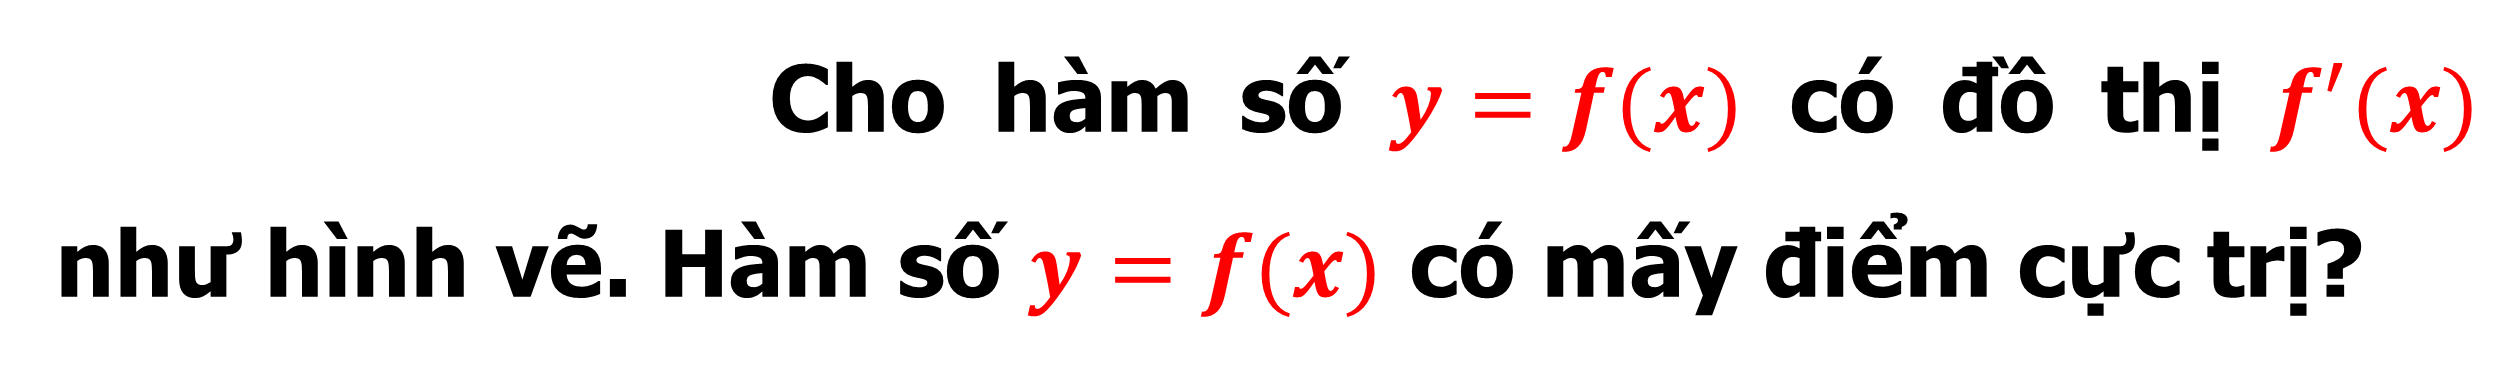 Cho hàm số y = f(x) có đồ thị f'(x)
như hình vẽ. Hàm số y = f(x) có mấy điểm cực trị?